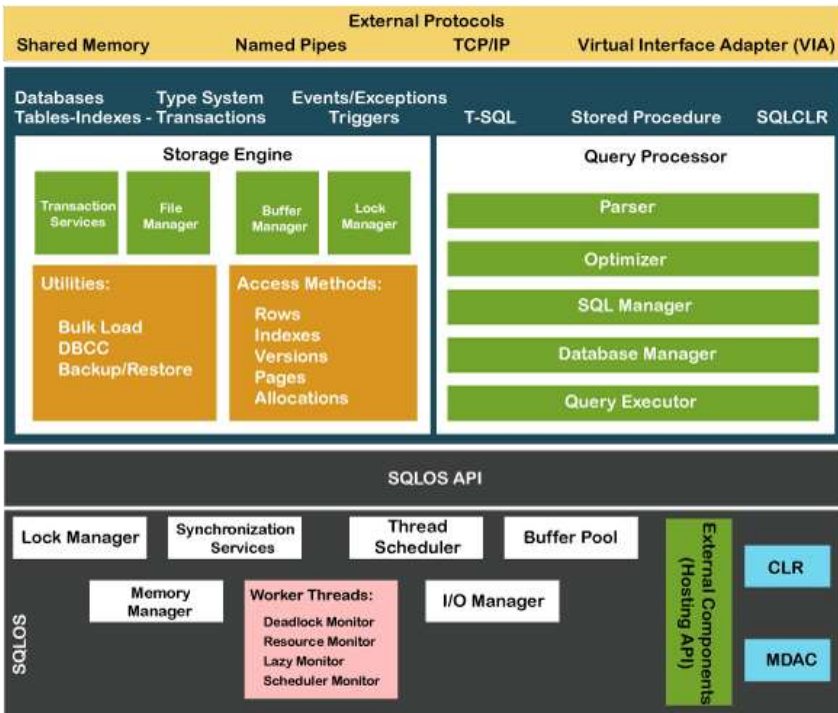 External Protocols
Shared Memory Named Pipes TCP/IP Virtual Interface Adapter (VIA)
Databases Type System Events/Exceptions
Tables-Indexes - Transactions Triggers T-SQL Stored Procedure SQLCLR
Storage Engine
Transaction
Services
File
Manager
Buffer
Manager
Lock
Manager
Utilities:
Bulk Load
DBCC
Backup/Restore
Access Methods:
Rows
Indexes
Versions
Pages
Allocations
Query Processor
Parser
Optimizer
SQL Manager
Database Manager
Query Executor
SQLOS API
SQLOS
Lock Manager
Synchronization
Services
Thread
Scheduler
Buffer Pool
Memory
Manager
Worker Threads:
Deadlock Monitor
Resource Monitor
Lazy Monitor
Scheduler Monitor
I/O Manager
External Components
(Hosting API)
CLR
MDAC